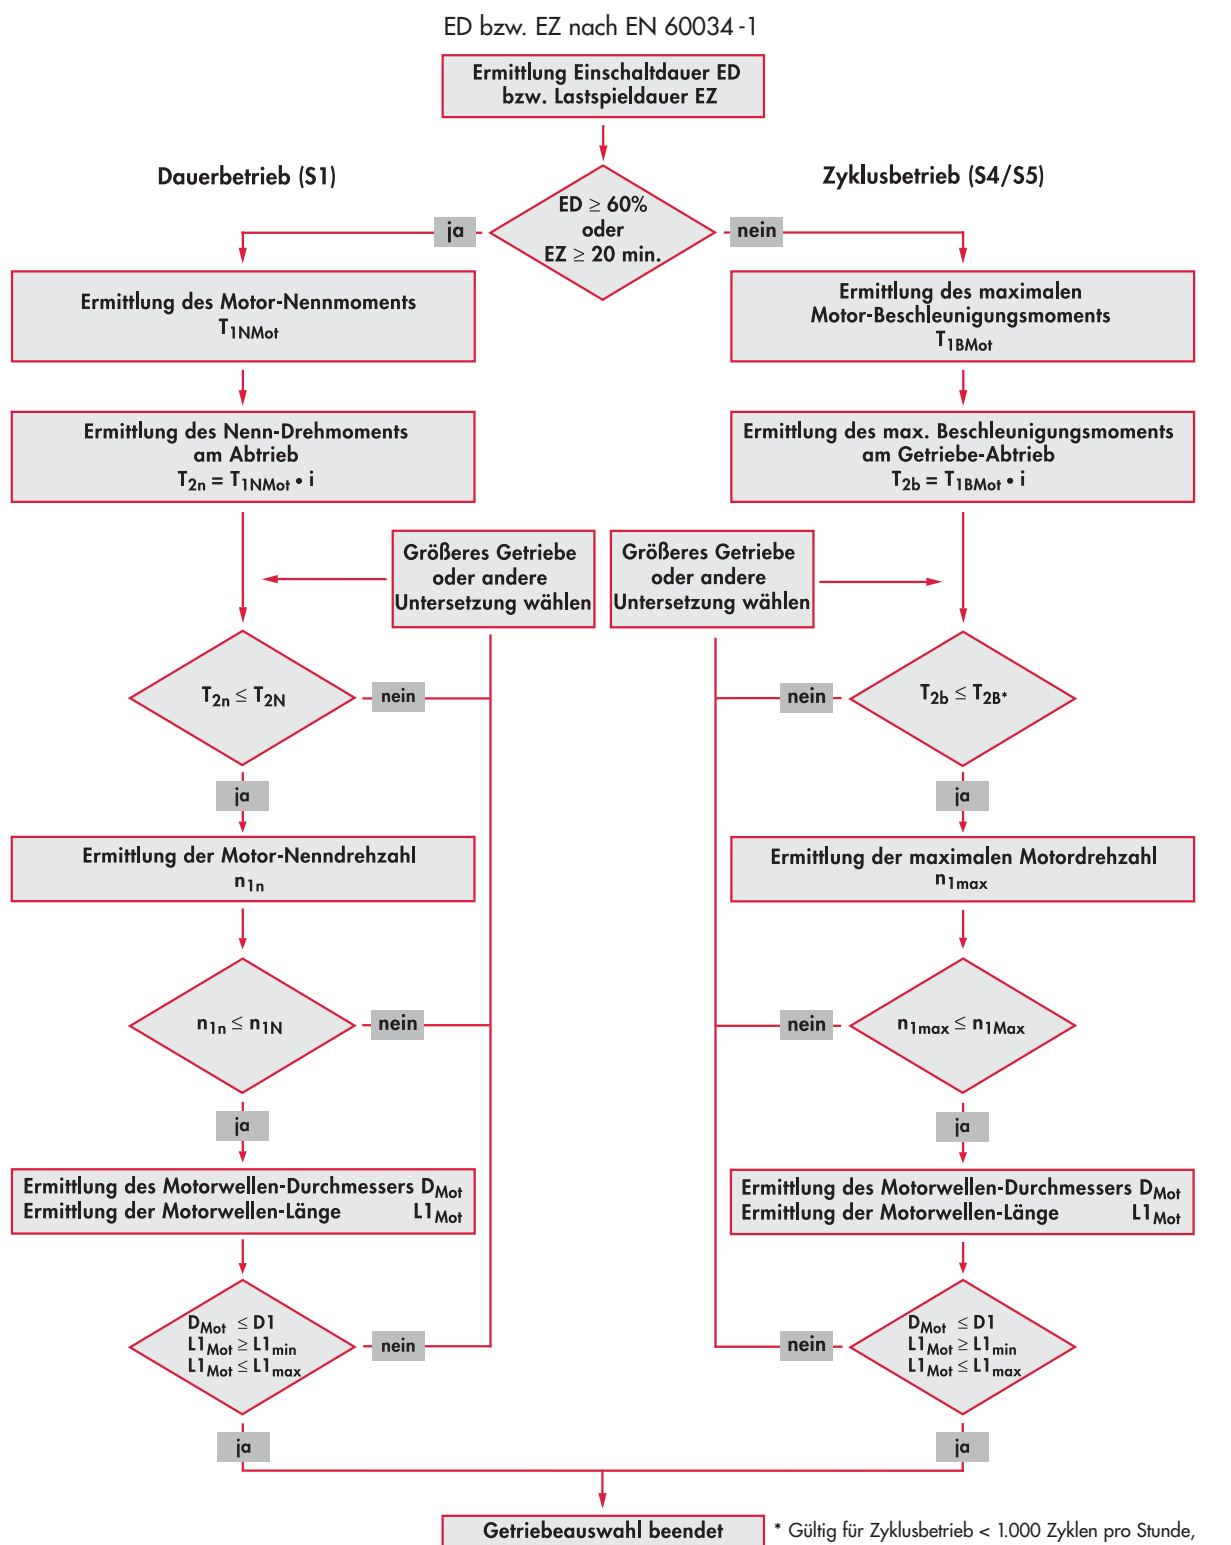 ED bzw. EZ nach EN 60034-1
Ermittlung Einschaltdauer ED
bzw. Lastspieldauer EZ
Dauerbetrieb (S1)
Zyklusbetrieb (S4/S5)
ED ≥ 60%
oder
EZ ≥ 20 min.
ja
nein
Ermittlung des Motor-Nennmoments
T1NMot
Ermittlung des maximalen
Motor-Beschleunigungsmoments
T1BMot
Ermittlung des Nenn-Drehmoments
am Abtrieb
T2n = T1NMot • i
Ermittlung des max. Beschleunigungsmoments
am Getriebe-Abtrieb
T2b = T1BMot • i
Größeres Getriebe
oder andere
Untersetzung wählen
Größeres Getriebe
oder andere
Untersetzung wählen
T2n ≤ T2N
nein
nein
T2b ≤ T2B*
ja
ja
Ermittlung der Motor-Nenndrehzahl
n1n
Ermittlung der maximalen Motordrehzahl
n1max
n1n ≤ n1N
nein
nein
n1max ≤ n1Max
ja
ja
Ermittlung des Motorwellen-Durchmessers DMot
Ermittlung der Motorwellen-Länge L1Mot
Ermittlung des Motorwellen-Durchmessers DMot
Ermittlung der Motorwellen-Länge L1Mot
DMot ≤ D1
L1Mot ≥ L1min
L1Mot ≤ L1max
nein
nein
DMot ≤ D1
L1Mot ≥ L1min
L1Mot ≤ L1max
ja
ja
Getriebeauswahl beendet
* Gültig für Zyklusbetrieb < 1.000 Zyklen pro Stunde,